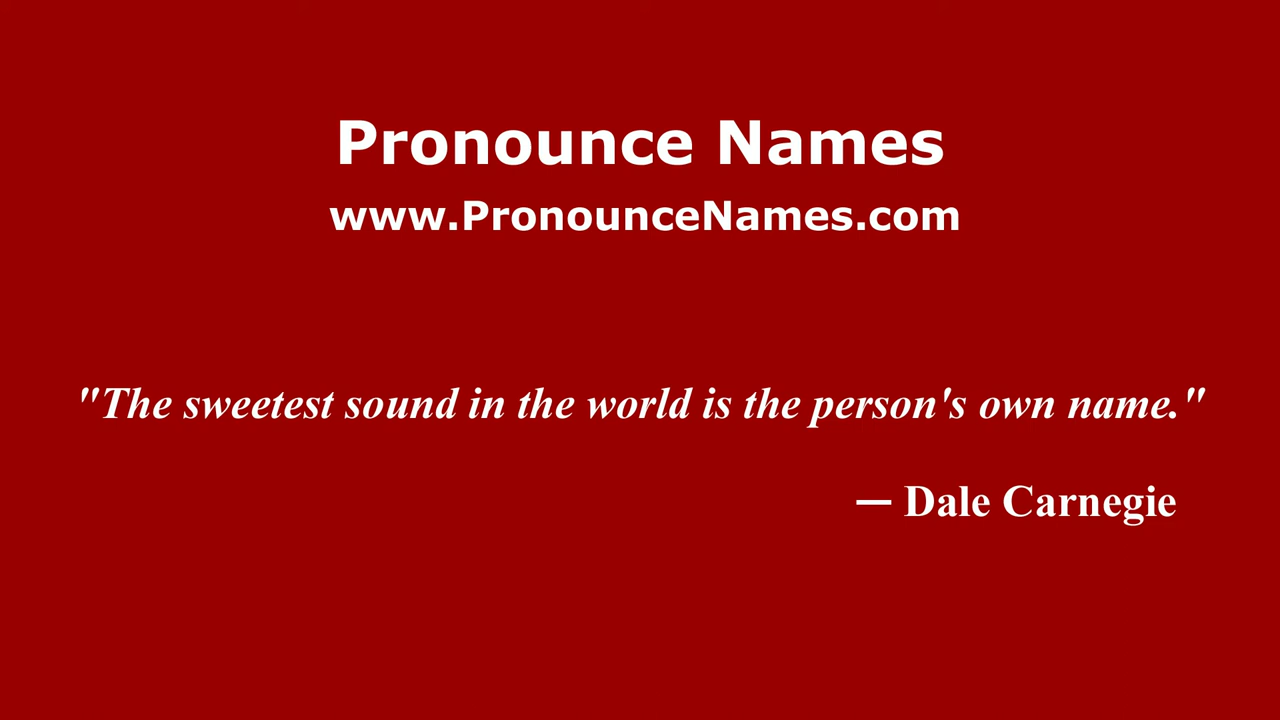 Pronounce Names
www.PronounceNames.com
"The sweetest sound in the world is the person's own name."
— Dale Carnegie